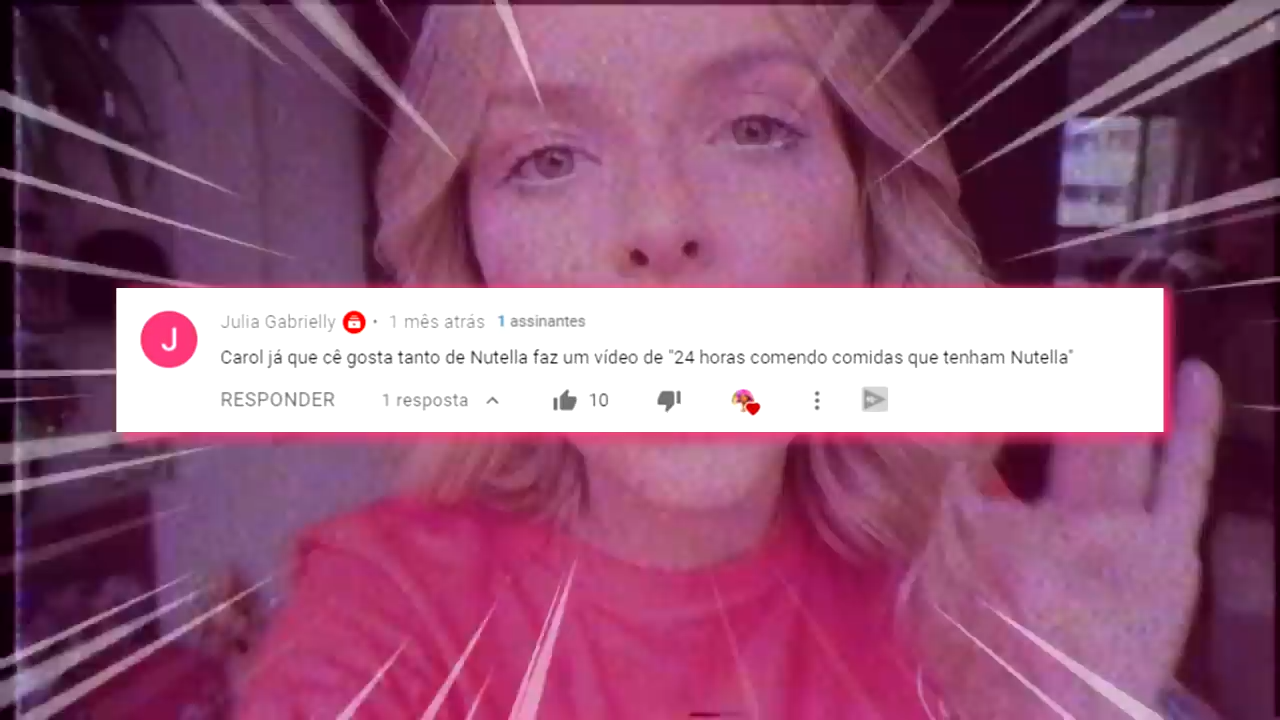 J
Julia Gabrielly • 1 mês atrás 1 assinantes
Carol já que cê gosta tanto de Nutella faz um vídeo de "24 horas comendo comidas que tenham Nutella"
RESPONDER 1 resposta 10